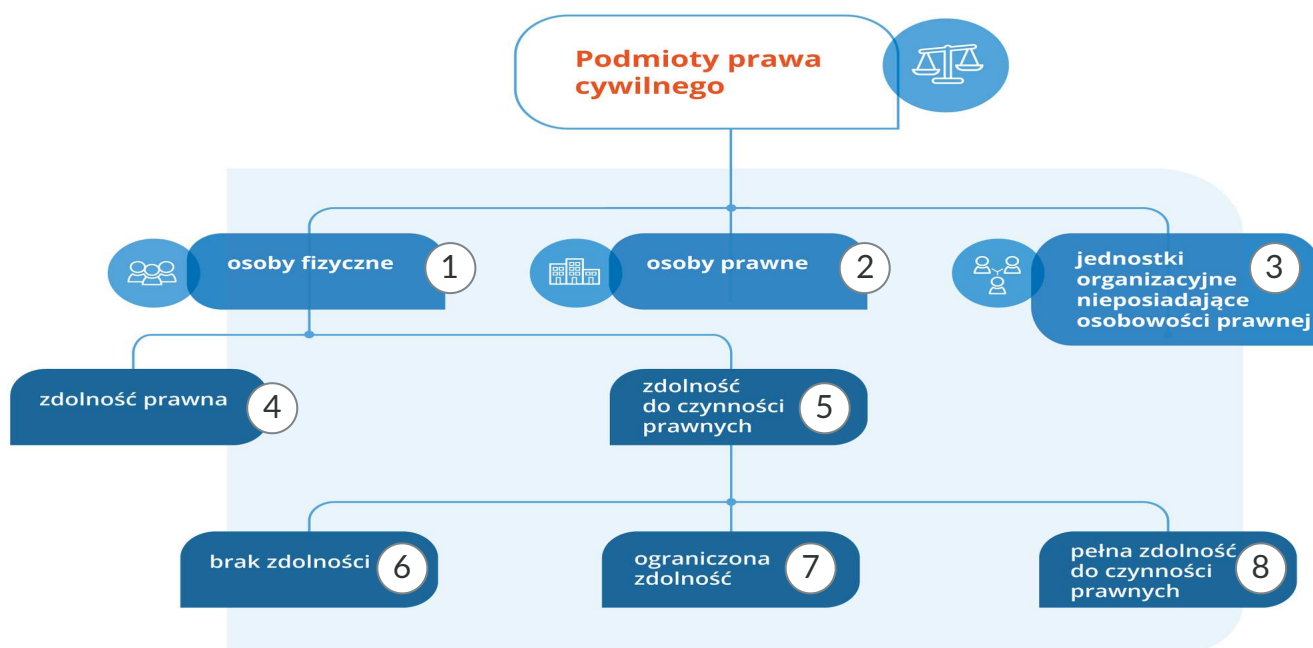 Podmioty prawa
cywilnego
osoby fizyczne
1
osoby prawne
2
jednostki
organizacyjne
nieposiadające
osobowości prawnej
3
zdolność prawna
4
zdolność
do czynności
prawnych
5
brak zdolności
6
ograniczona
zdolność
7
pełna zdolność
do czynności
prawnych
8